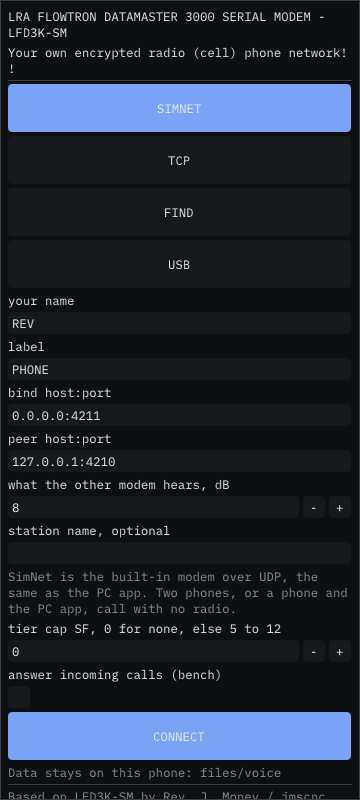 LRA FLOWTRON DATAMASTER 3000 SERIAL MODEM -
LFD3K-SM
Your own encrypted radio (cell) phone network!
!
SIMNET
TCP
FIND
USB
your name
REV
label
PHONE
bind host:port
0.0.0.0:4211
peer host:port
127.0.0.1:4210
what the other modem hears, dB
8 - +
station name, optional
SimNet is the built-in modem over UDP, the
same as the PC app. Two phones, or a phone and
the PC app, call with no radio.
tier cap SF, 0 for none, else 5 to 12
0 - +
answer incoming calls (bench)
CONNECT
Data stays on this phone: files/voice
Based on LFD3K-SM by Rev. J. Money / jmscnc